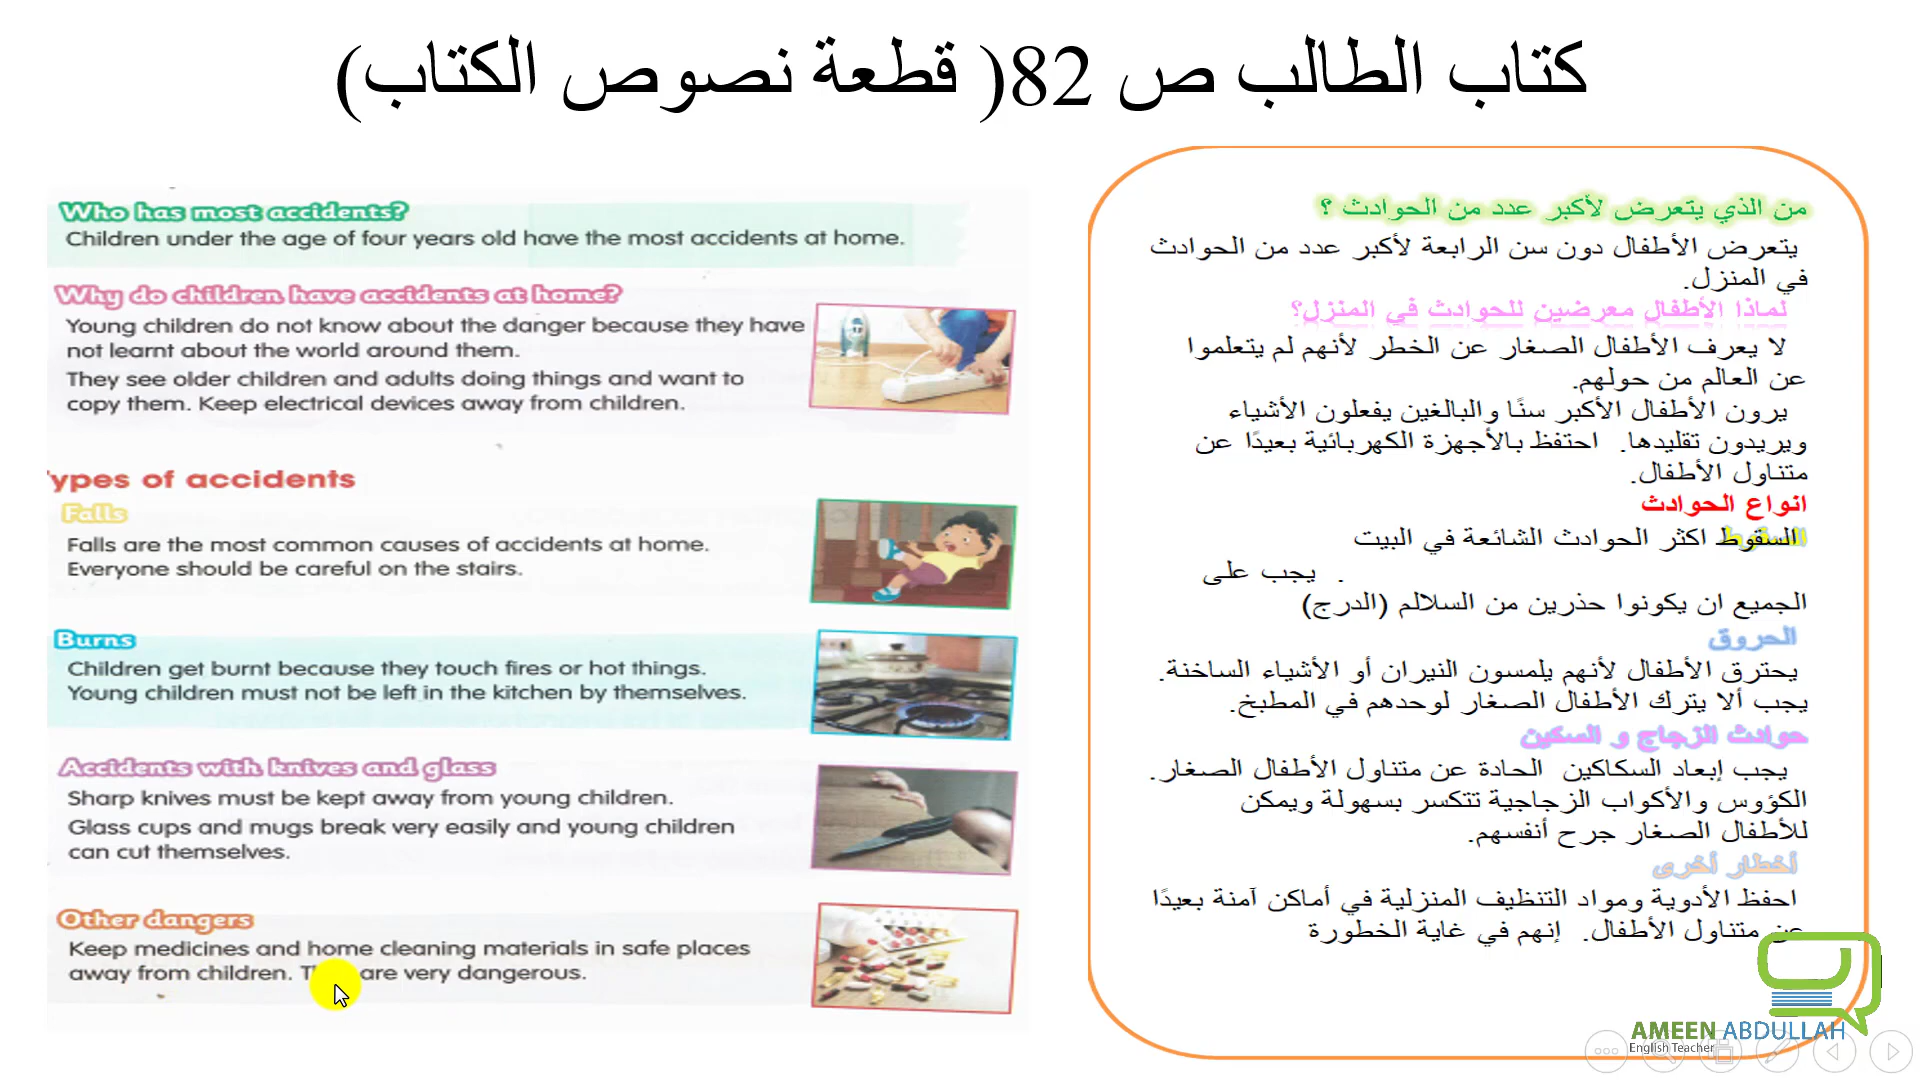 كتاب الطالب ص 82( قطعة نصوص الكتاب)
Who has most accidents?
Children under the age of four years old have the most accidents at home.
Why do children have accidents at home?
Young children do not know about the danger because they have
not learnt about the world around them.
They see older children and adults doing things and want to
copy them. Keep electrical devices away from children.
ypes of accidents
Falls
Falls are the most common causes of accidents at home.
Everyone should be careful on the stairs.
Burns
Children get burnt because they touch fires or hot things.
Young children must not be left in the kitchen by themselves.
Accidents with knives and glass
Sharp knives must be kept away from young children.
Glass cups and mugs break very easily and young children
can cut themselves.
Other dangers
Keep medicines and home cleaning materials in safe places
away from children. are very dangerous.
من الذي يتعرض لأكبر عدد من الحوادث ؟
يتعرض الأطفال دون سن الرابعة لأكبر عدد من الحوادث
في المنزل.
لماذا الأطفال معرضين للحوادث في المنزل؟
لا يعرف الأطفال الصغار عن الخطر لأنهم لم يتعلموا
عن العالم من حولهم.
يرون الأطفال الأكبر سنًا والبالغين يفعلون الأشياء
ويريدون تقليدها. احتفظ بالأجهزة الكهربائية بعيدًا عن
متناول الأطفال.
انواع الحوادث
السقوط اكثر الحوادث الشائعة في البيت
. يجب على
الجميع ان يكونوا حذرين من السلالم (الدرج)
الحروق
يحترق الأطفال لأنهم يلمسون النيران أو الأشياء الساخنة.
يجب ألا يترك الأطفال الصغار لوحدهم في المطبخ.
حوادث الزجاج و السكين
يجب إبعاد السكاكين الحادة عن متناول الأطفال الصغار.
الكؤوس والأكواب الزجاجية تتكسر بسهولة ويمكن
للأطفال الصغار جرح أنفسهم.
أخطار أخرى
احفظ الأدوية ومواد التنظيف المنزلية في أماكن آمنة بعيدًا
عن متناول الأطفال. إنهم في غاية الخطورة
AMEEN ABDULLAH
English Teacher